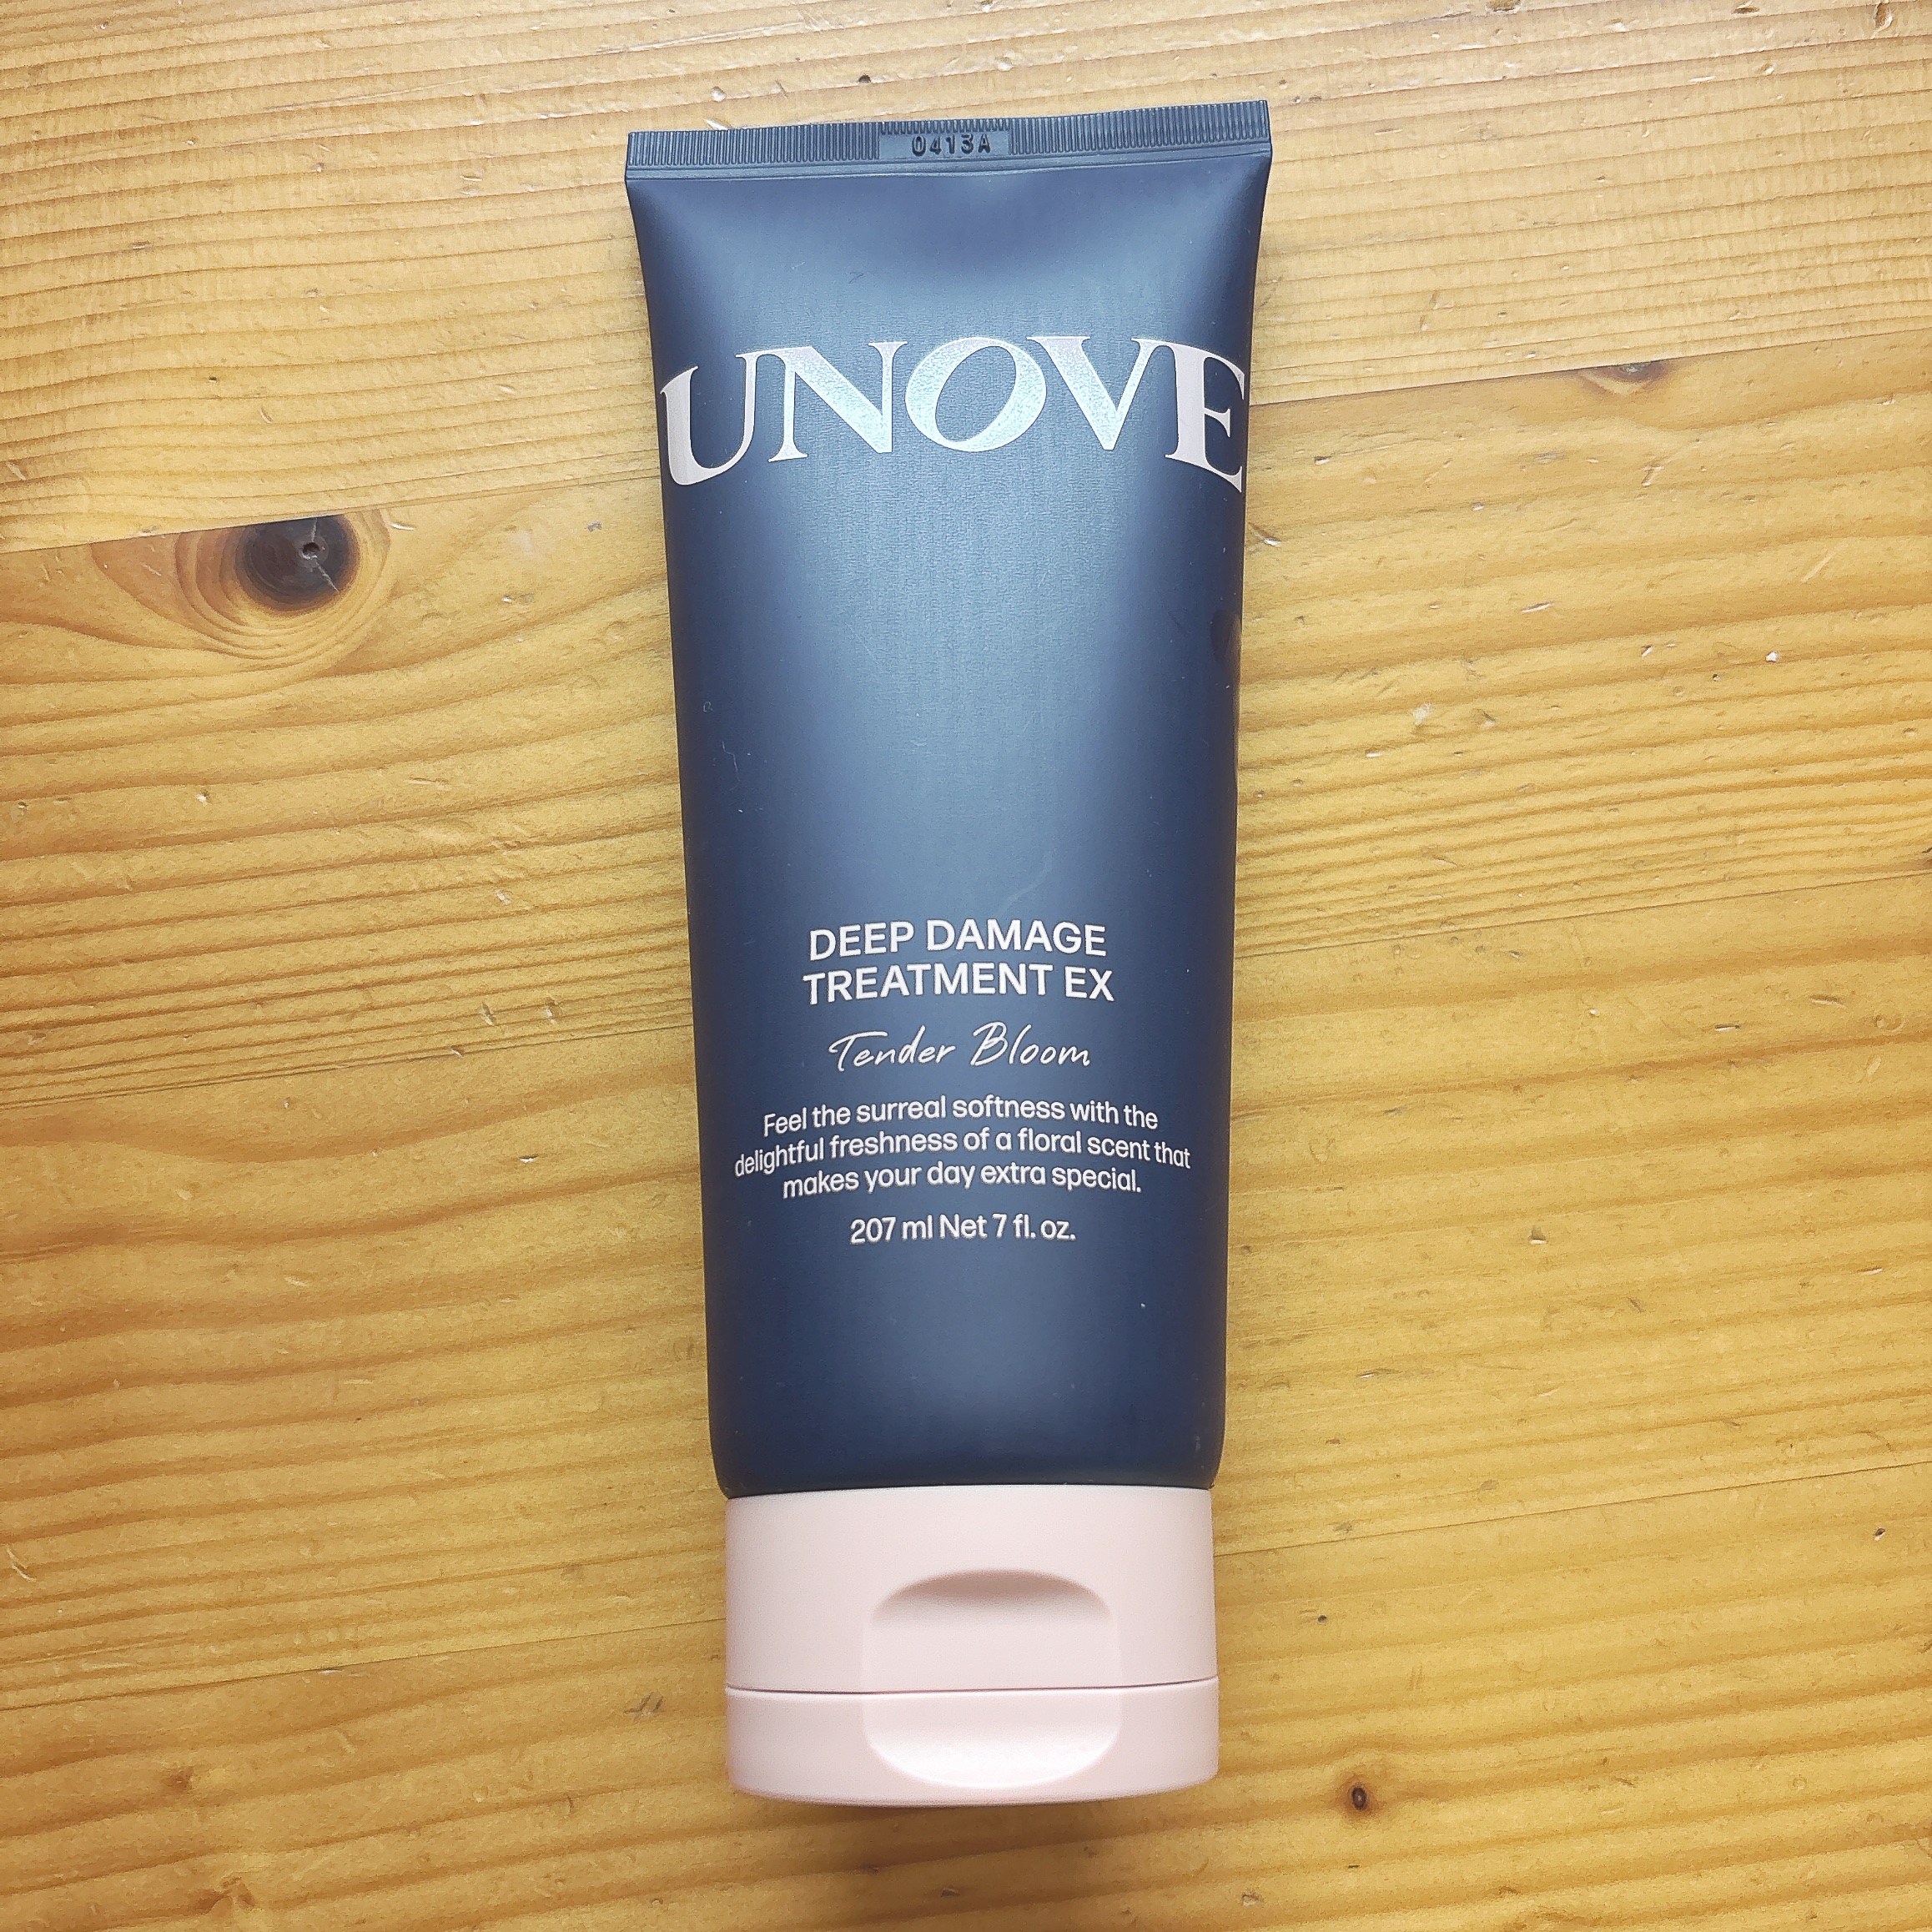 0413A
UNOVE
DEEP DAMAGE
TREATMENT EX
Tender Bloom
Feel the surreal softness with the
delightful freshness of a floral scent that
makes your day extra special.
207 ml Net 7 fl. oz.